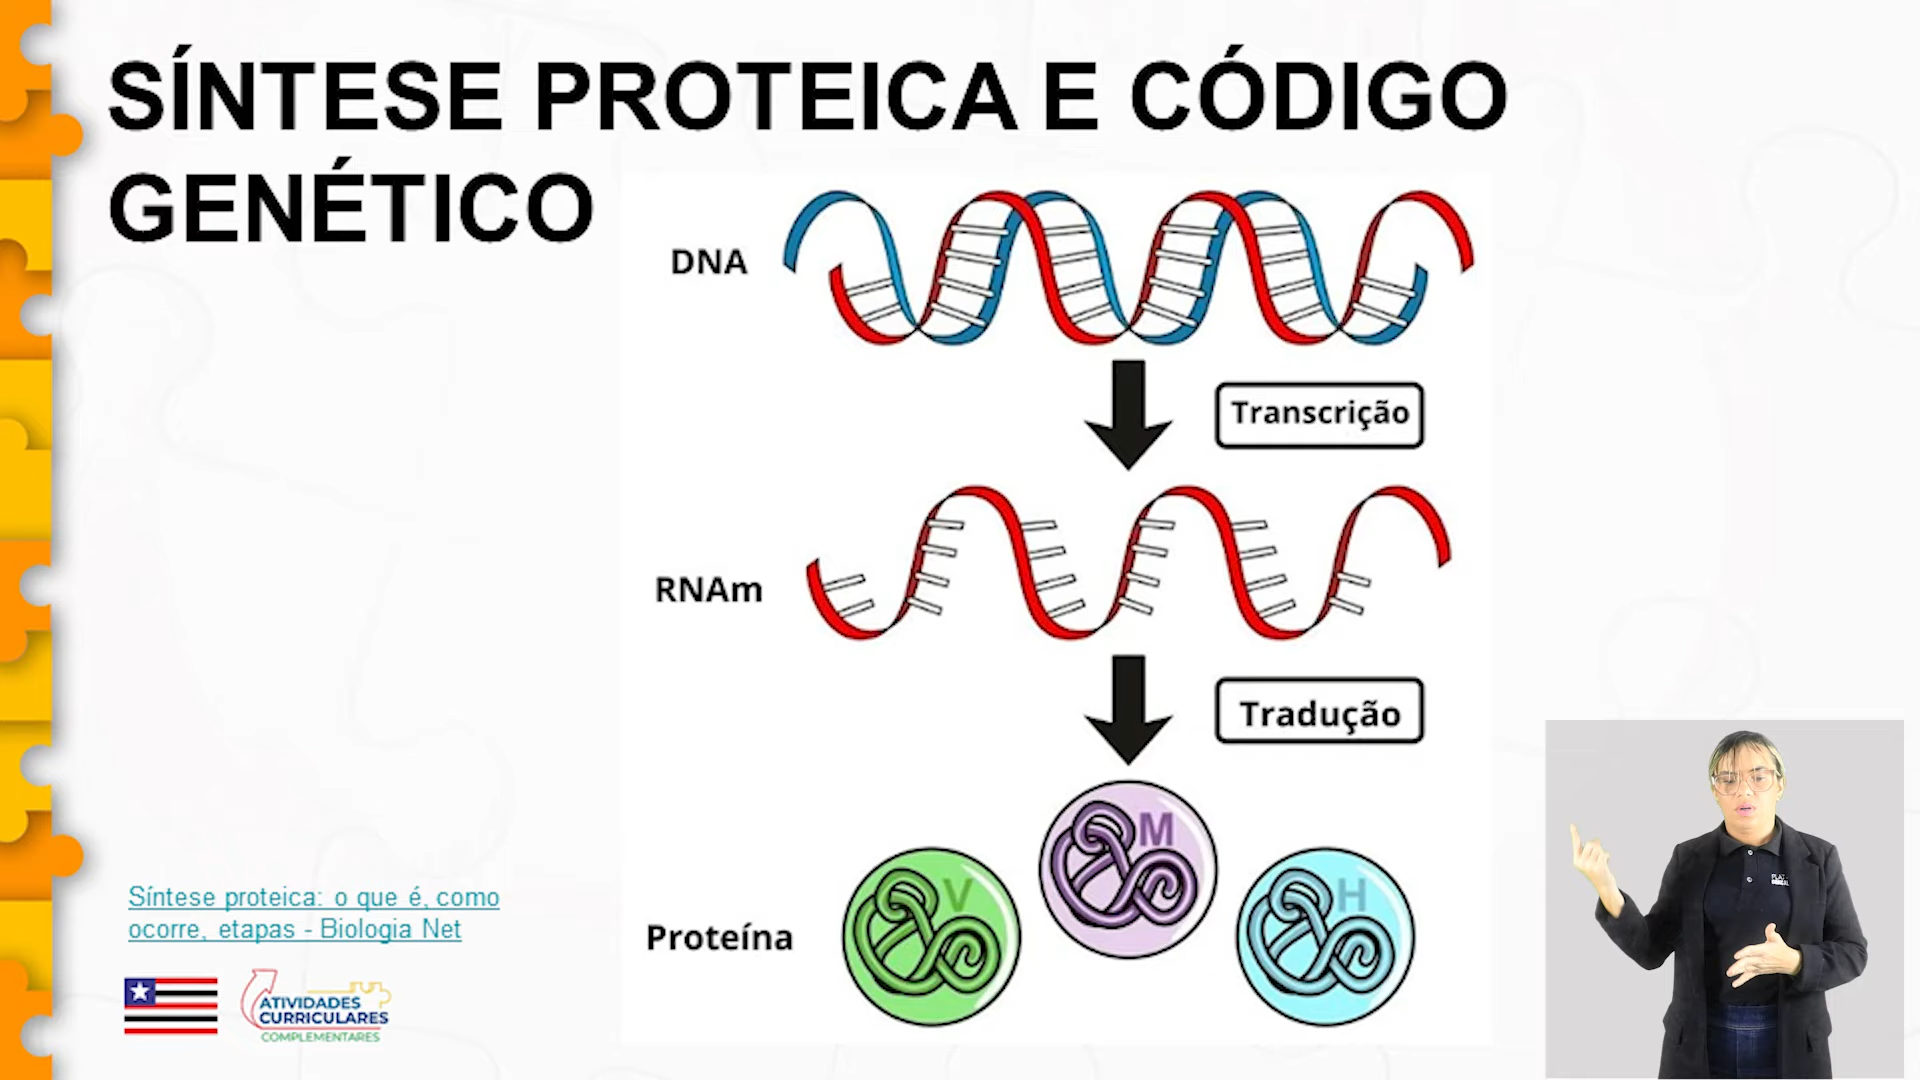 SÍNTESE PROTEICA E CÓDIGO
GENÉTICO
DNA
Transcrição
RNAm
Tradução
M
V
H
Proteína
Síntese proteica: o que é, como
ocorre, etapas - Biologia Net
ATIVIDADES
CURRICULARES
COMPLEMENTARES